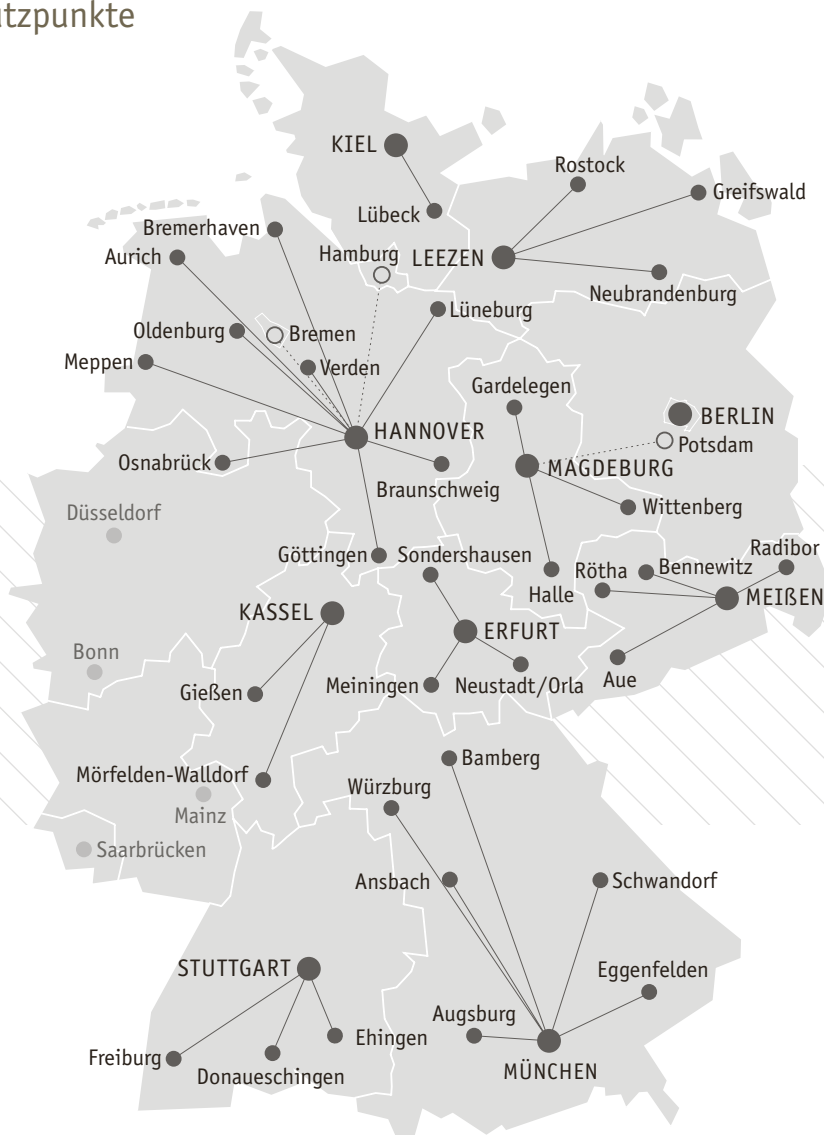 utzpunkte
KIEL
Rostock
Greifswald
Lübeck
Bremerhaven
Hamburg
LEEZEN
Aurich
Neubrandenburg
Lüneburg
Oldenburg
Bremen
Meppen
Verden
Gardelegen
BERLIN
HANNOVER
Potsdam
Osnabrück
MAGDEBURG
Braunschweig
Wittenberg
Düsseldorf
Radibor
Göttingen
Sondershausen
Bennewitz
Rötha
Halle
MEIßEN
KASSEL
ERFURT
Bonn
Gießen
Meiningen
Neustadt/Orla
Aue
Bamberg
Mörfelden-Walldorf
Würzburg
Mainz
Saarbrücken
Ansbach
Schwandorf
STUTTGART
Eggenfelden
Augsburg
Ehingen
Freiburg
Donaueschingen
MÜNCHEN